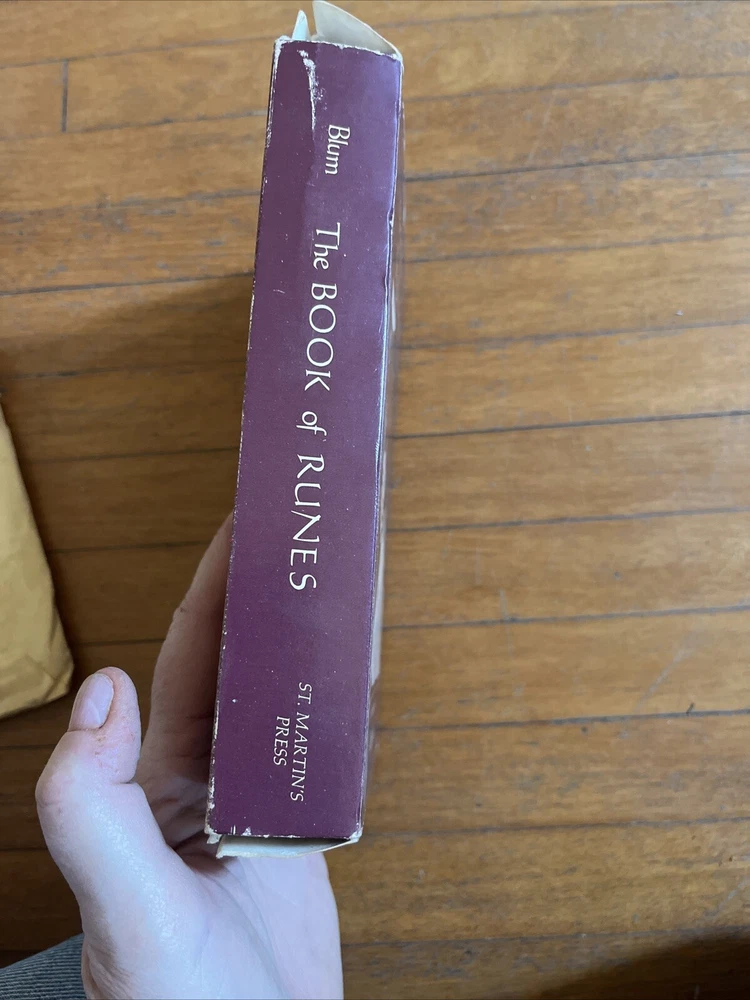 Blum
The BOOK of RUNES
ST. MARTIN'S
PRESS